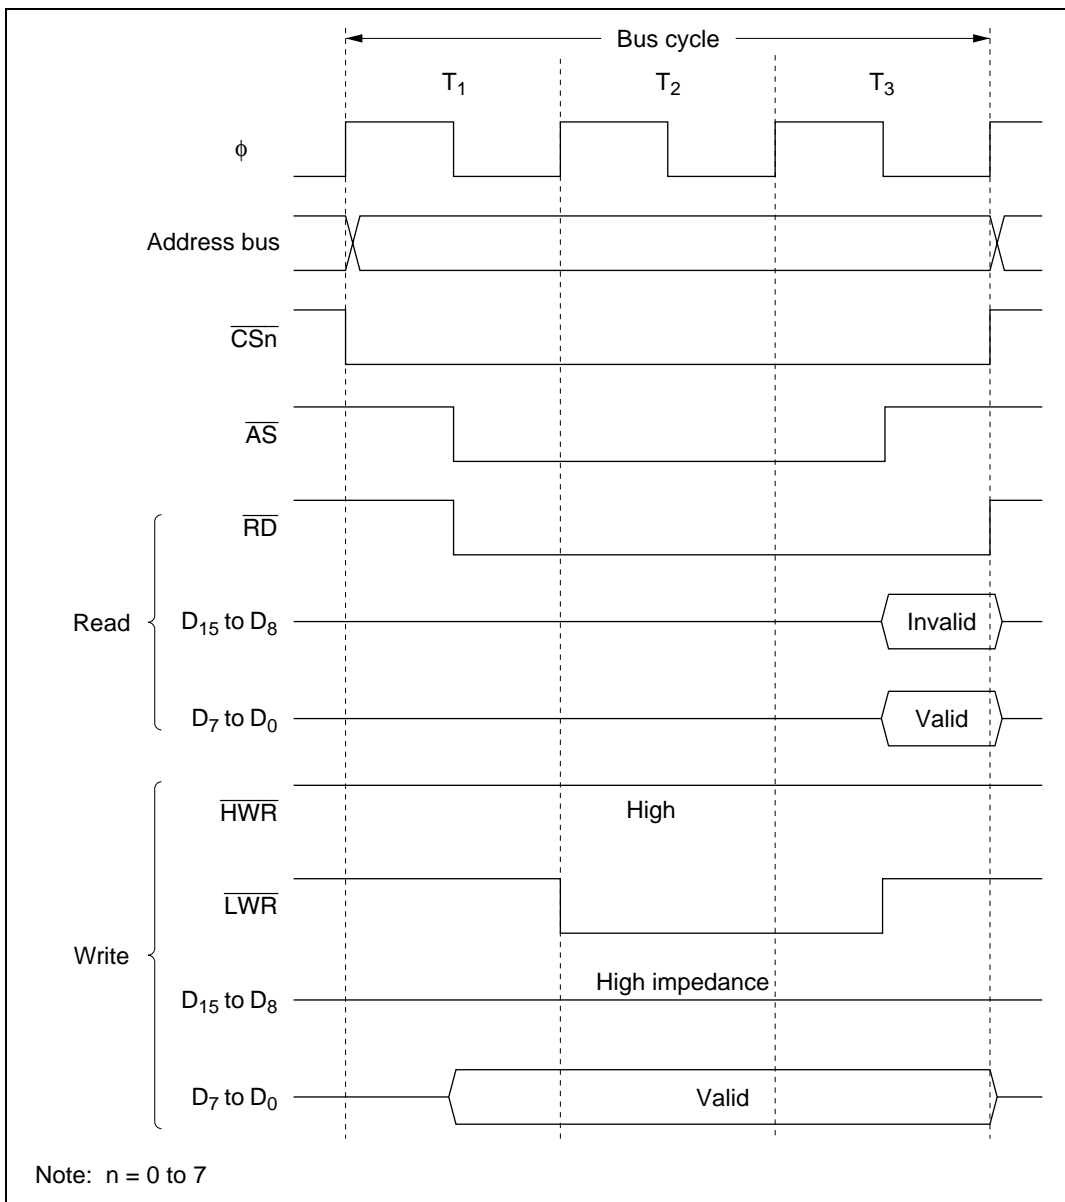 Bus cycle
T1 T2 T3
ϕ
Address bus
CSn
AS
RD
Read
D15 to D8 Invalid
D7 to D0 Valid
HWR High
LWR
Write
D15 to D8 High impedance
D7 to D0 Valid
Note: n = 0 to 7